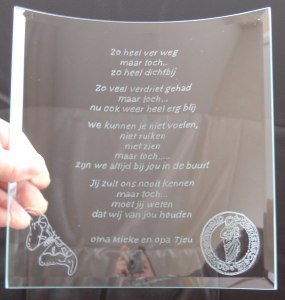 Zo heel ver weg
maar toch..
zo heel dichtbij
Zo veel verdriet gehad
maar toch...
nu ook weer heel erg blij
We kunnen je niet voelen,
niet ruiken
niet zien
maar toch.....
zijn we altijd bij jou in de buurt
Jij zult ons nooit kennen
maar toch...
moet jij weten
dat wij van jou houden
oma Mieke en opa Tjeu